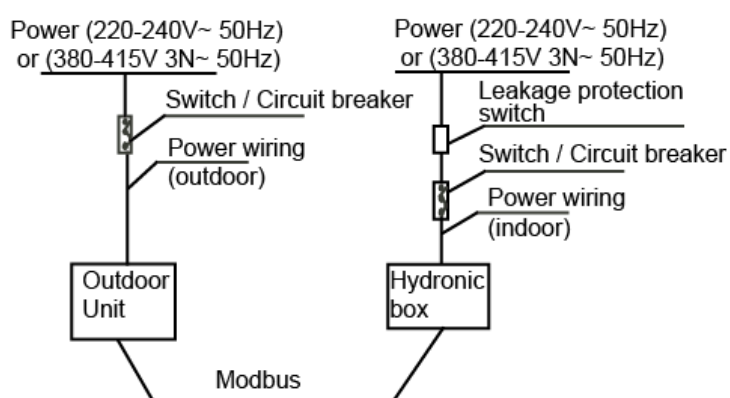 Power (220-240V~ 50Hz)
or (380-415V 3N~ 50Hz)
Switch / Circuit breaker
Power wiring
(outdoor)
Outdoor
Unit
Power (220-240V~ 50Hz)
or (380-415V 3N~ 50Hz)
Leakage protection
switch
Switch / Circuit breaker
Power wiring
(indoor)
Hydronic
box
Modbus